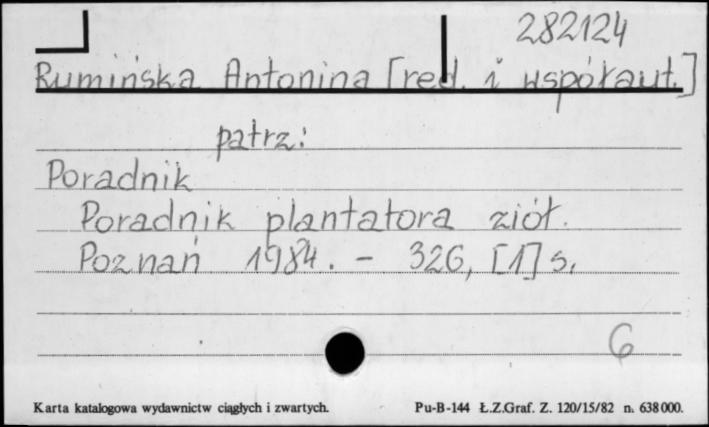 282124
Rumińska Antonina [red. i współaut.]
patrz:
Poradnik
Poradnik plantatora ziół.
Poznań 1984. - 326, [1] s.
6
Karta katalogowa wydawnictw ciągłych i zwartych. Pu-B-144 Ł.Z.Graf. Z. 120/15/82 n. 638000.